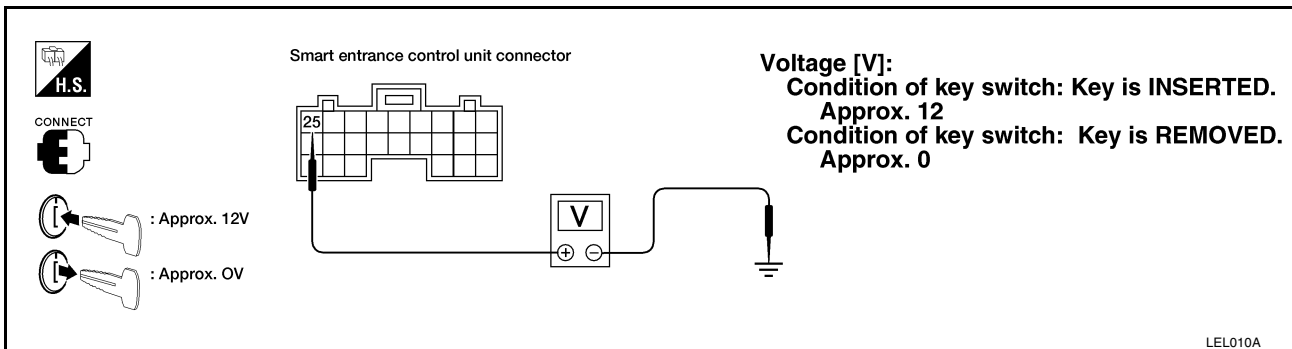 H.S.
CONNECT
: Approx. 12V
: Approx. OV
Smart entrance control unit connector
25
V
+ −
Voltage [V]:
Condition of key switch: Key is INSERTED.
Approx. 12
Condition of key switch: Key is REMOVED.
Approx. 0
LEL010A